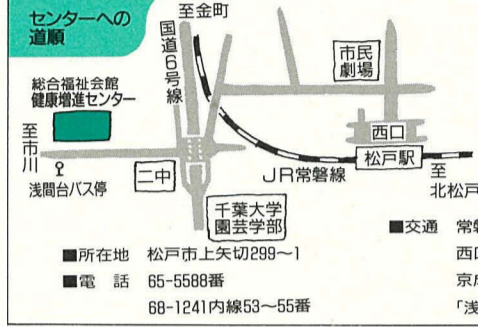 センターへの
道順
至金町
国道6号線
市民
劇場
総合福祉会館
健康増進センター
至市川
西口
松戸駅
JR常磐線
至
北松戸
浅間台バス停
二中
千葉大学
園芸学部
■所在地 松戸市上矢切299〜1
■電 話 65-5588番
68-1241内線53〜55番
■交通 常磐
西口
京成
「浅